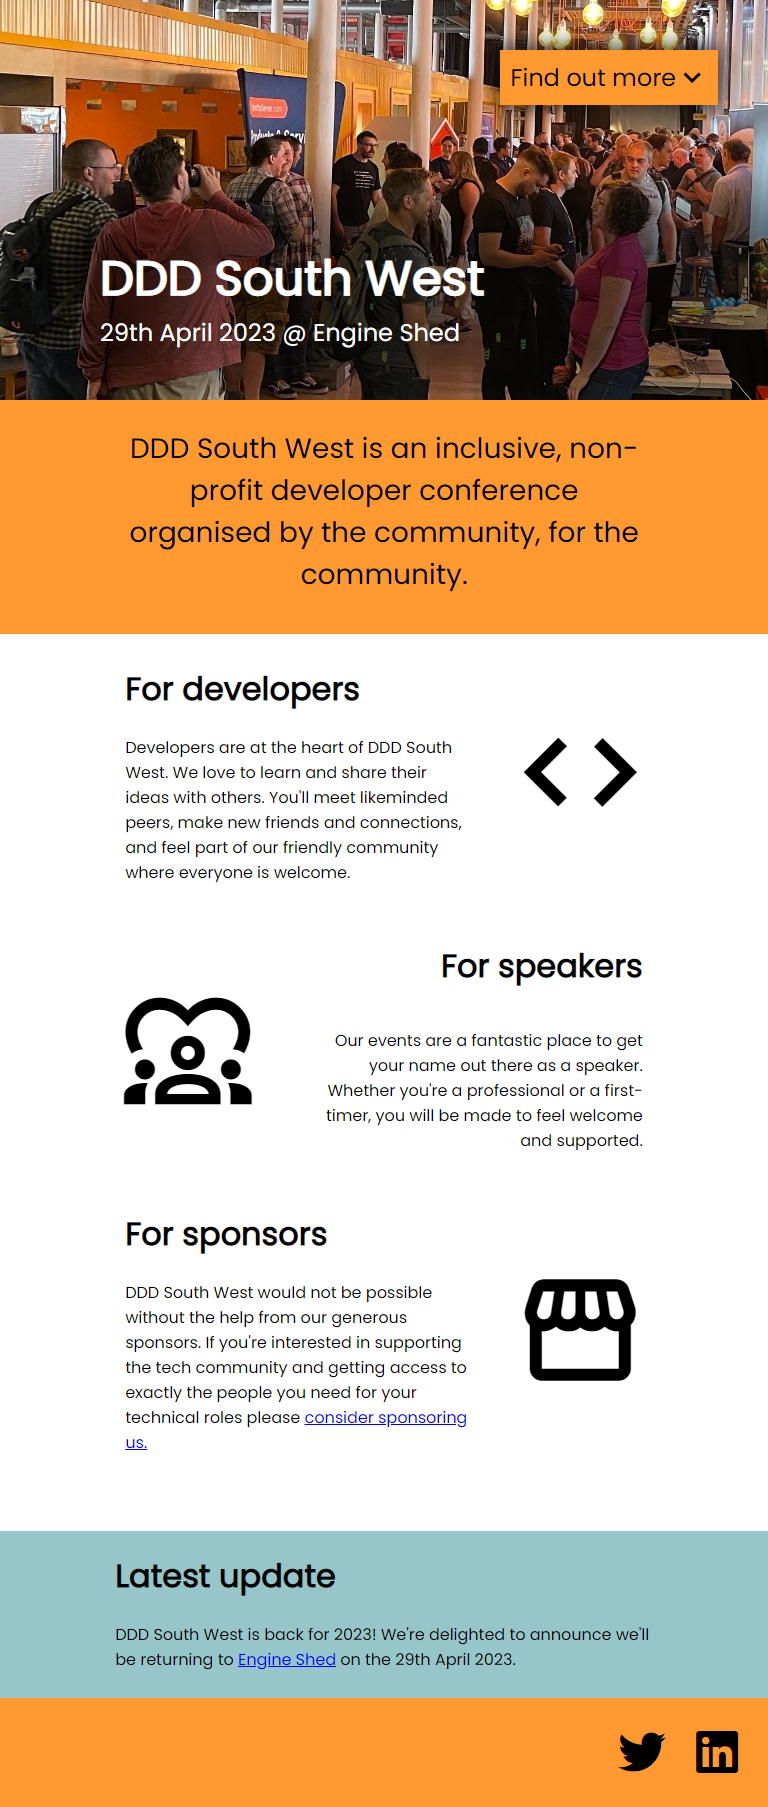 Find out more
DDD South West
29th April 2023 @ Engine Shed
DDD South West is an inclusive, non-
profit developer conference
organised by the community, for the
community.
For developers
Developers are at the heart of DDD South
West. We love to learn and share their
ideas with others. You'll meet likeminded
peers, make new friends and connections,
and feel part of our friendly community
where everyone is welcome.
For speakers
Our events are a fantastic place to get
your name out there as a speaker.
Whether you're a professional or a first-
timer, you will be made to feel welcome
and supported.
For sponsors
DDD South West would not be possible
without the help from our generous
sponsors. If you're interested in supporting
the tech community and getting access to
exactly the people you need for your
technical roles please consider sponsoring
us.
Latest update
DDD South West is back for 2023! We're delighted to announce we'll
be returning to Engine Shed on the 29th April 2023.
in